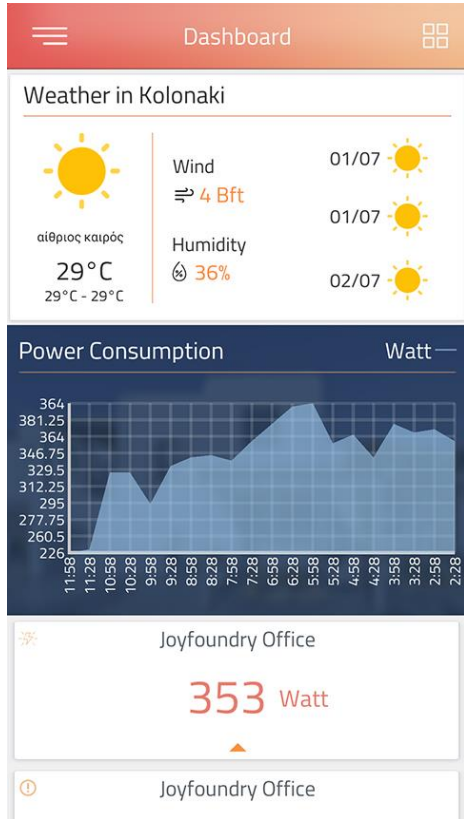 Dashboard
Weather in Kolonaki
αίθριος καιρός
29°C
29°C - 29°C
Wind
4 Bft
Humidity
36%
01/07
01/07
02/07
Power Consumption
Watt
364
381.25
364
346.75
329.5
312.25
295
277.75
260.5
226
11:58
11:28
10:58
10:28
9:58
9:28
8:58
8:28
7:58
7:28
6:58
6:28
5:58
5:28
4:58
4:28
3:58
3:28
2:58
2:28
Joyfoundry Office
353 Watt
Joyfoundry Office